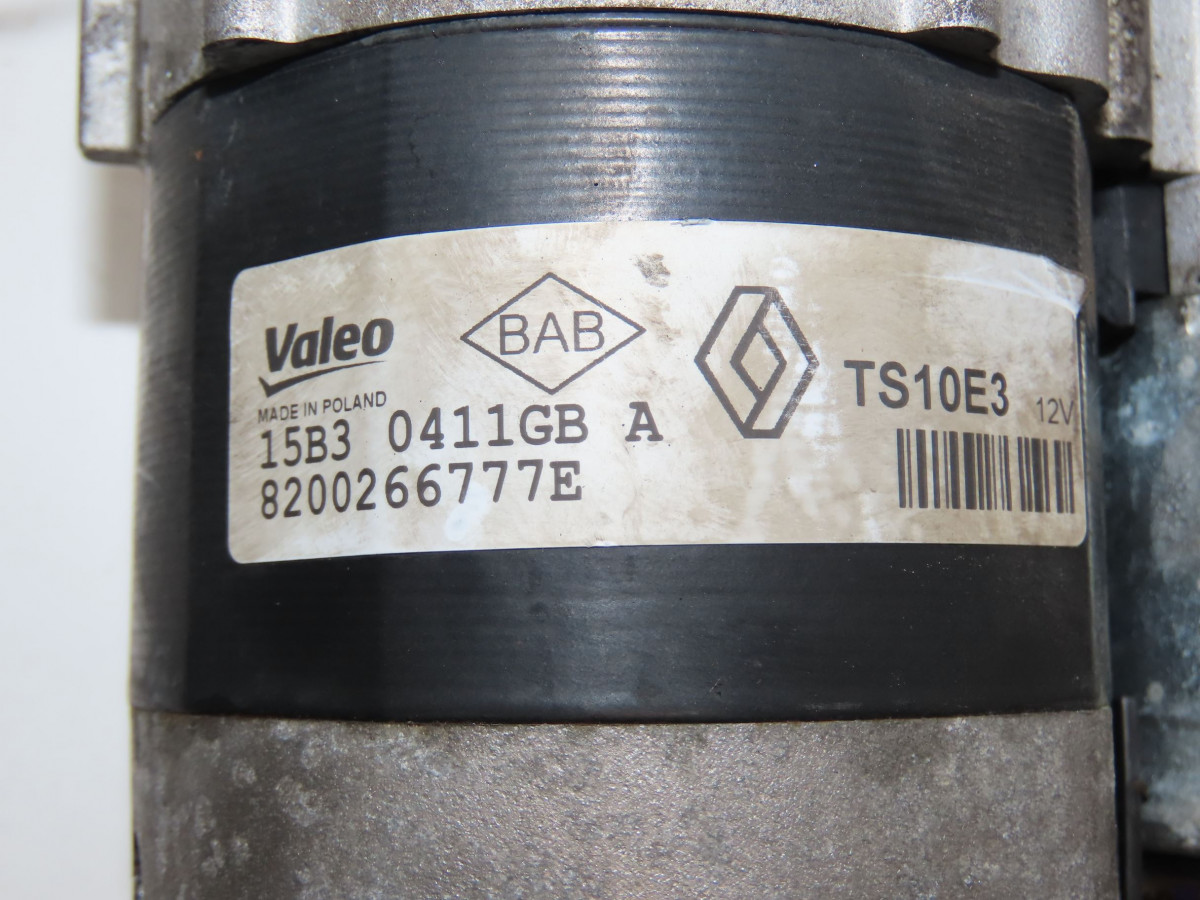 Valeo
BAB
TS10E3 12V
MADE IN POLAND
15B3 0411GB A
8200266777E